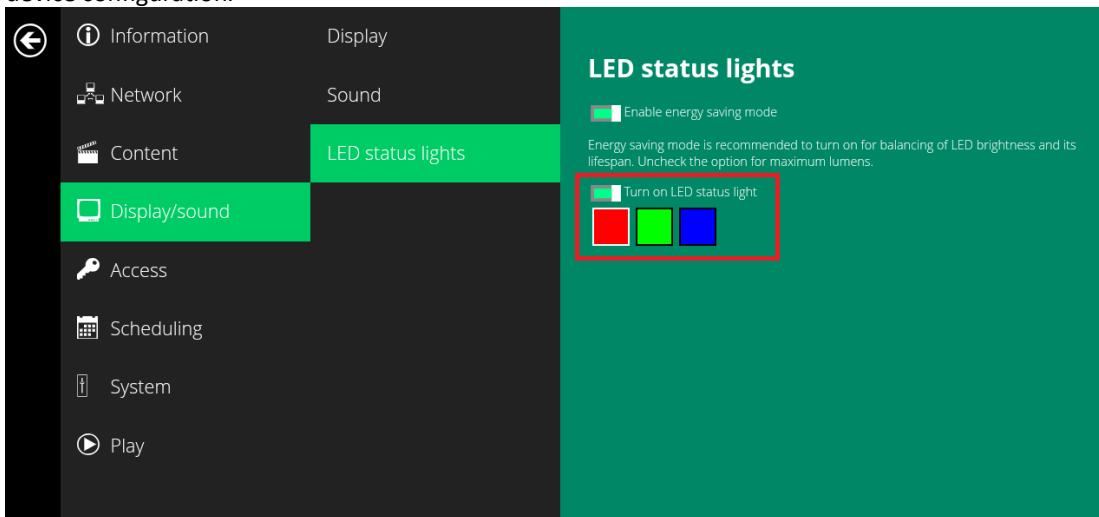 device configuration.
Information
Network
Content
Display/sound
Access
Scheduling
System
Play
Display
Sound
LED status lights
LED status lights
Enable energy saving mode
Energy saving mode is recommended to turn on for balancing of LED brightness and its
lifespan. Uncheck the option for maximum lumens.
Turn on LED status light